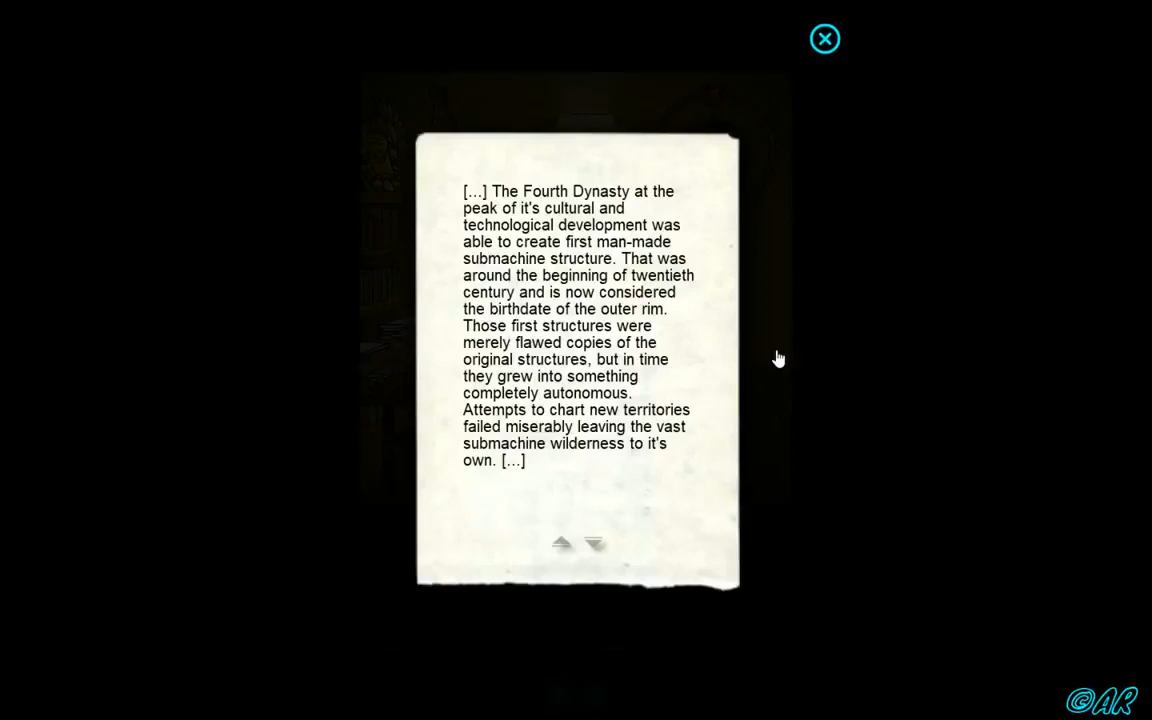 [...] The Fourth Dynasty at the
peak of it's cultural and
technological development was
able to create first man-made
submachine structure. That was
around the beginning of twentieth
century and is now considered
the birthdate of the outer rim.
Those first structures were
merely flawed copies of the
original structures, but in time
they grew into something
completely autonomous.
Attempts to chart new territories
failed miserably leaving the vast
submachine wilderness to it's
own. [...]
©AR